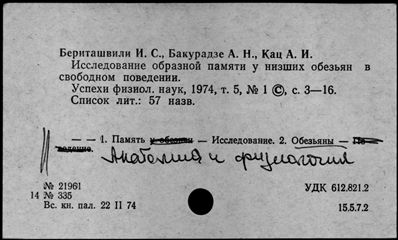 Бериташвили И. С., Бакурадзе А. Н., Кац А. И.
Исследование образной памяти у низших обезьян в
свободном поведении.
Успехи физиол. наук, 1974, т. 5, № 1 ©, с. 3—16.
Список лит.: 57 назв.
— — 1. Память у обезьян — Исследование. 2. Обезьяны — По-
ведение.
Анатомия и физиология
№ 21961
14 № 335
Вс. кн. пал. 22 II 74
УДК 612.821.2
15.5.7.2